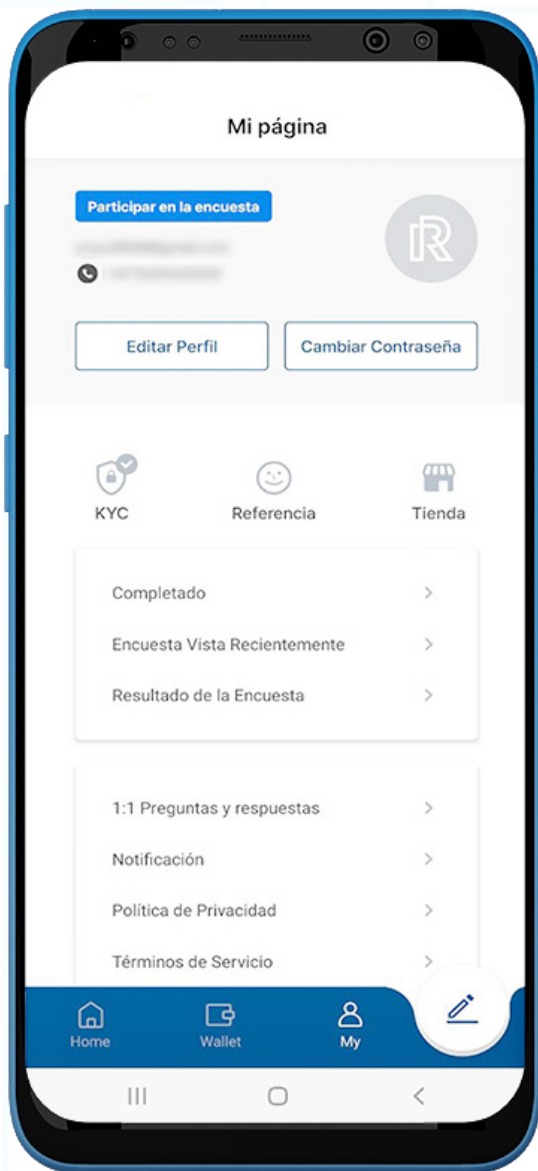 Mi página
Participar en la encuesta
Editar Perfil
Cambiar Contraseña
KYC
Referencia
Tienda
Completado
Encuesta Vista Recientemente
Resultado de la Encuesta
1:1 Preguntas y respuestas
Notificación
Política de Privacidad
Términos de Servicio
Home
Wallet
My